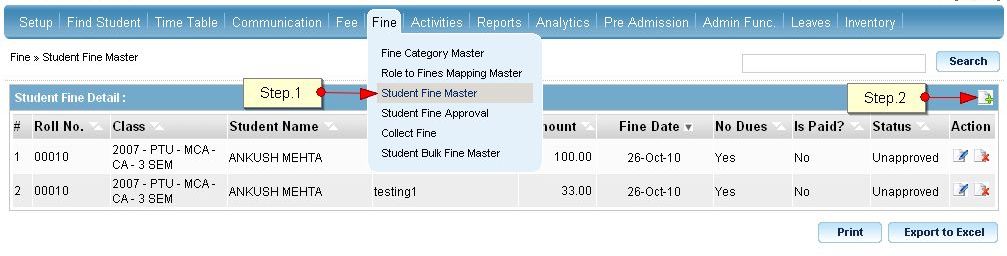 Setup Find Student Time Table Communication Fee Fine Activities Reports Analytics Pre Admission Admin Func. Leaves Inventory
Fine » Student Fine Master
Search
Fine Category Master
Role to Fines Mapping Master
Student Fine Master
Student Fine Approval
Collect Fine
Student Bulk Fine Master
Step.1
Step.2
Student Fine Detail :
# Roll No. Class Student Name mount Fine Date No Dues Is Paid? Status Action
1 00010 2007 - PTU - MCA - CA - 3 SEM ANKUSH MEHTA 100.00 26-Oct-10 Yes No Unapproved
2 00010 2007 - PTU - MCA - CA - 3 SEM ANKUSH MEHTA testing1 33.00 26-Oct-10 Yes No Unapproved
Print Export to Excel